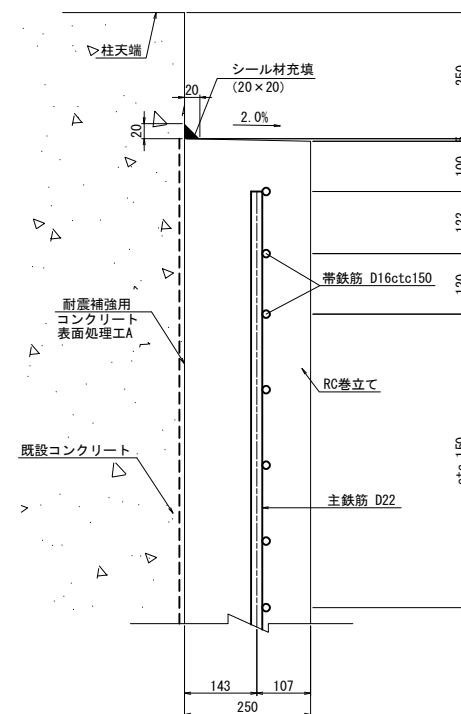 柱天端
シール材充填
(20×20)
20
20
2.0%
100
耐震補強用
コンクリート
表面処理工A
帯鉄筋 D16ctc150
RC巻立て
既設コンクリート
主鉄筋 D22
143
107
250